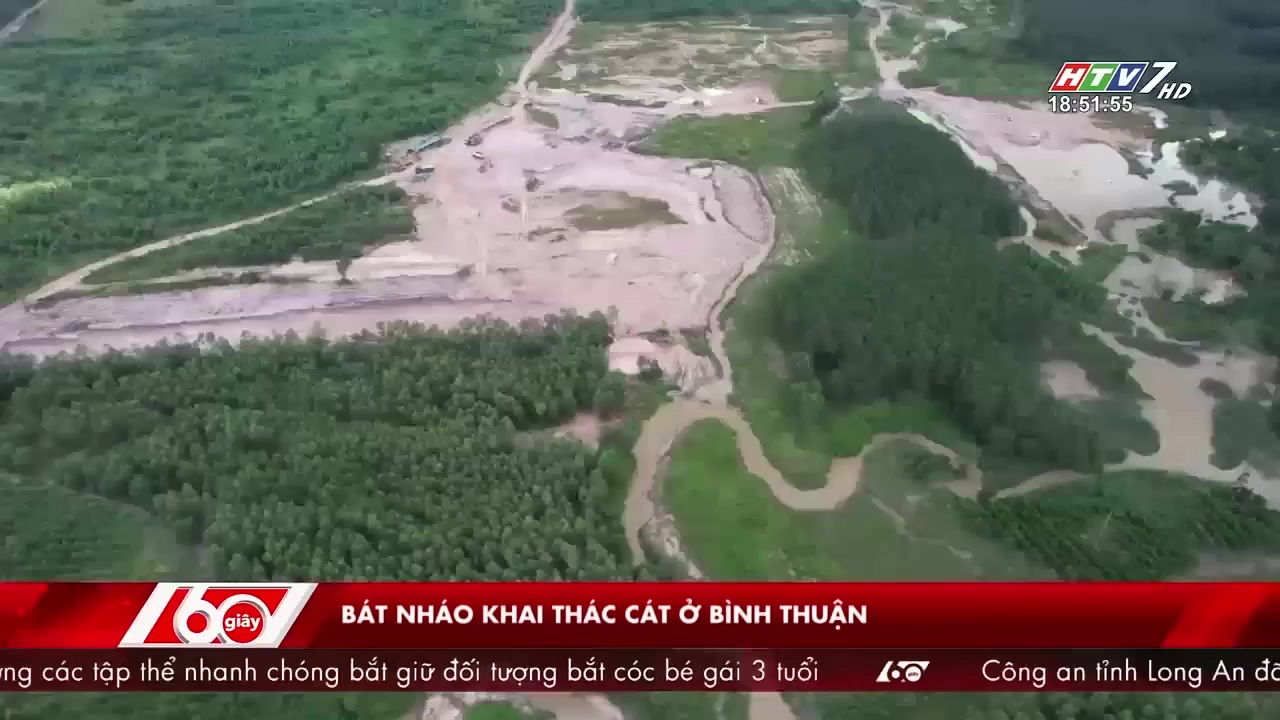 HTV7 HD
18:51:55
60 giây
BÁT NHÁO KHAI THÁC CÁT Ở BÌNH THUẬN
các tập thể nhanh chóng bắt giữ đối tượng bắt cóc bé gái 3 tuổi 60 Công an tỉnh Long An